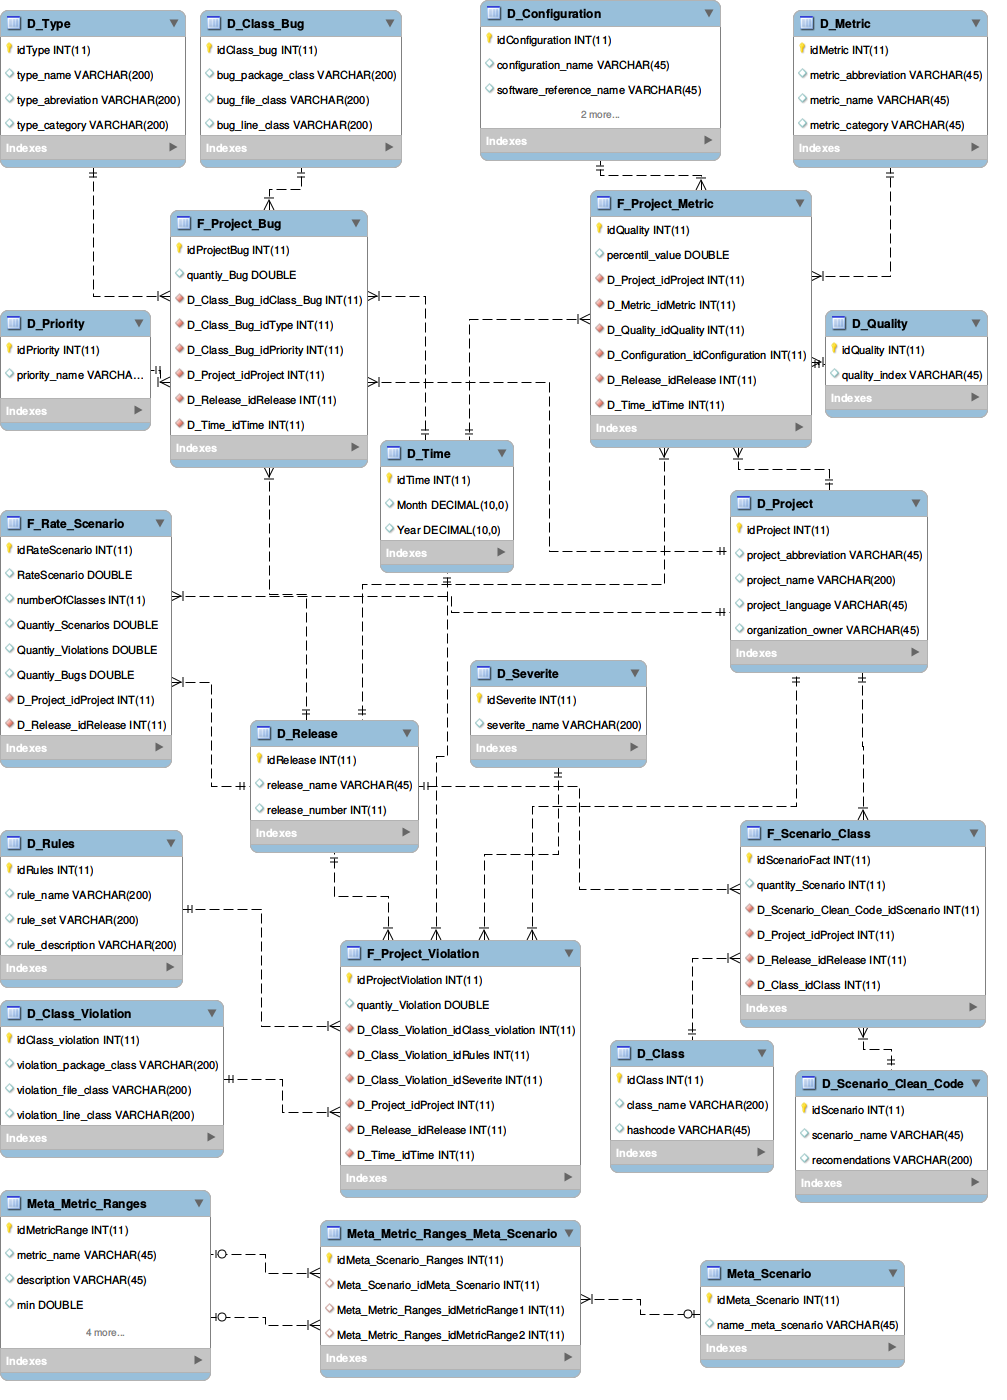 D_Type
idType INT(11)
type_name VARCHAR(200)
type_abreviation VARCHAR(200)
type_category VARCHAR(200)
Indexes
D_Class_Bug
idClass_bug INT(11)
bug_package_class VARCHAR(200)
bug_file_class VARCHAR(200)
bug_line_class VARCHAR(200)
Indexes
D_Configuration
idConfiguration INT(11)
configuration_name VARCHAR(45)
software_reference_name VARCHAR(45)
2 more...
Indexes
D_Metric
idMetric INT(11)
metric_abbreviation VARCHAR(45)
metric_name VARCHAR(45)
metric_category VARCHAR(45)
Indexes
F_Project_Bug
idProjectBug INT(11)
quantiy_Bug DOUBLE
D_Class_Bug_idClass_Bug INT(11)
D_Class_Bug_idType INT(11)
D_Class_Bug_idPriority INT(11)
D_Project_idProject INT(11)
D_Release_idRelease INT(11)
D_Time_idTime INT(11)
Indexes
F_Project_Metric
idQuality INT(11)
percentil_value DOUBLE
D_Project_idProject INT(11)
D_Metric_idMetric INT(11)
D_Quality_idQuality INT(11)
D_Configuration_idConfiguration INT(11)
D_Release_idRelease INT(11)
D_Time_idTime INT(11)
Indexes
D_Priority
idPriority INT(11)
priority_name VARCHA...
Indexes
D_Quality
idQuality INT(11)
quality_index VARCHAR(45)
Indexes
D_Time
idTime INT(11)
Month DECIMAL(10,0)
Year DECIMAL(10,0)
Indexes
D_Project
idProject INT(11)
project_abbreviation VARCHAR(45)
project_name VARCHAR(200)
project_language VARCHAR(45)
organization_owner VARCHAR(45)
Indexes
F_Rate_Scenario
idRateScenario INT(11)
RateScenario DOUBLE
numberOfClasses INT(11)
Quantiy_Scenarios DOUBLE
Quantiy_Violations DOUBLE
Quantiy_Bugs DOUBLE
D_Project_idProject INT(11)
D_Release_idRelease INT(11)
Indexes
D_Severite
idSeverite INT(11)
severite_name VARCHAR(200)
Indexes
D_Release
idRelease INT(11)
release_name VARCHAR(45)
release_number INT(11)
Indexes
D_Rules
idRules INT(11)
rule_name VARCHAR(200)
rule_set VARCHAR(200)
rule_description VARCHAR(200)
Indexes
F_Scenario_Class
idScenarioFact INT(11)
quantity_Scenario INT(11)
D_Scenario_Clean_Code_idScenario INT(11)
D_Project_idProject INT(11)
D_Release_idRelease INT(11)
D_Class_idClass INT(11)
Indexes
F_Project_Violation
idProjectViolation INT(11)
quantiy_Violation DOUBLE
D_Class_Violation_idClass_violation INT(11)
D_Class_Violation_idRules INT(11)
D_Class_Violation_idSeverite INT(11)
D_Project_idProject INT(11)
D_Release_idRelease INT(11)
D_Time_idTime INT(11)
Indexes
D_Class_Violation
idClass_violation INT(11)
violation_package_class VARCHAR(200)
violation_file_class VARCHAR(200)
violation_line_class VARCHAR(200)
Indexes
D_Class
idClass INT(11)
class_name VARCHAR(200)
hashcode VARCHAR(45)
Indexes
D_Scenario_Clean_Code
idScenario INT(11)
scenario_name VARCHAR(45)
recomendations VARCHAR(200)
Indexes
Meta_Metric_Ranges
idMetricRange INT(11)
metric_name VARCHAR(45)
description VARCHAR(45)
min DOUBLE
4 more...
Indexes
Meta_Metric_Ranges_Meta_Scenario
idMeta_Scenario_Ranges INT(11)
Meta_Scenario_idMeta_Scenario INT(11)
Meta_Metric_Ranges_idMetricRange1 INT(11)
Meta_Metric_Ranges_idMetricRange2 INT(11)
Indexes
Meta_Scenario
idMeta_Scenario INT(11)
name_meta_scenario VARCHAR(45)
Indexes